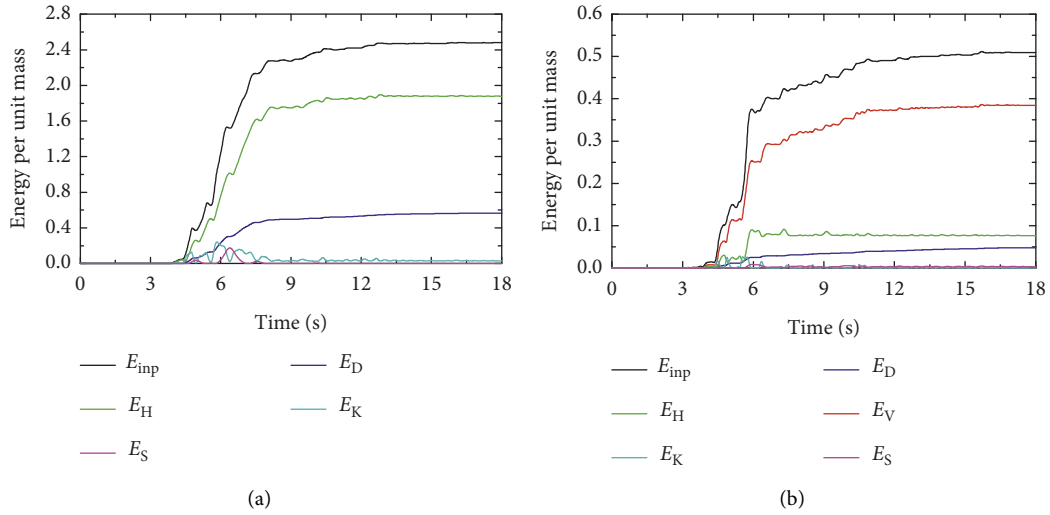 2.8
2.4
2.0
1.6
1.2
0.8
0.4
0.0
Energy per unit mass
0 3 6 9 12 15 18
Time (s)
E_inp
E_D
E_H
E_K
E_S
(a)
0.6
0.5
0.4
0.3
0.2
0.1
0.0
Energy per unit mass
0 3 6 9 12 15 18
Time (s)
E_inp
E_D
E_H
E_V
E_K
E_S
(b)